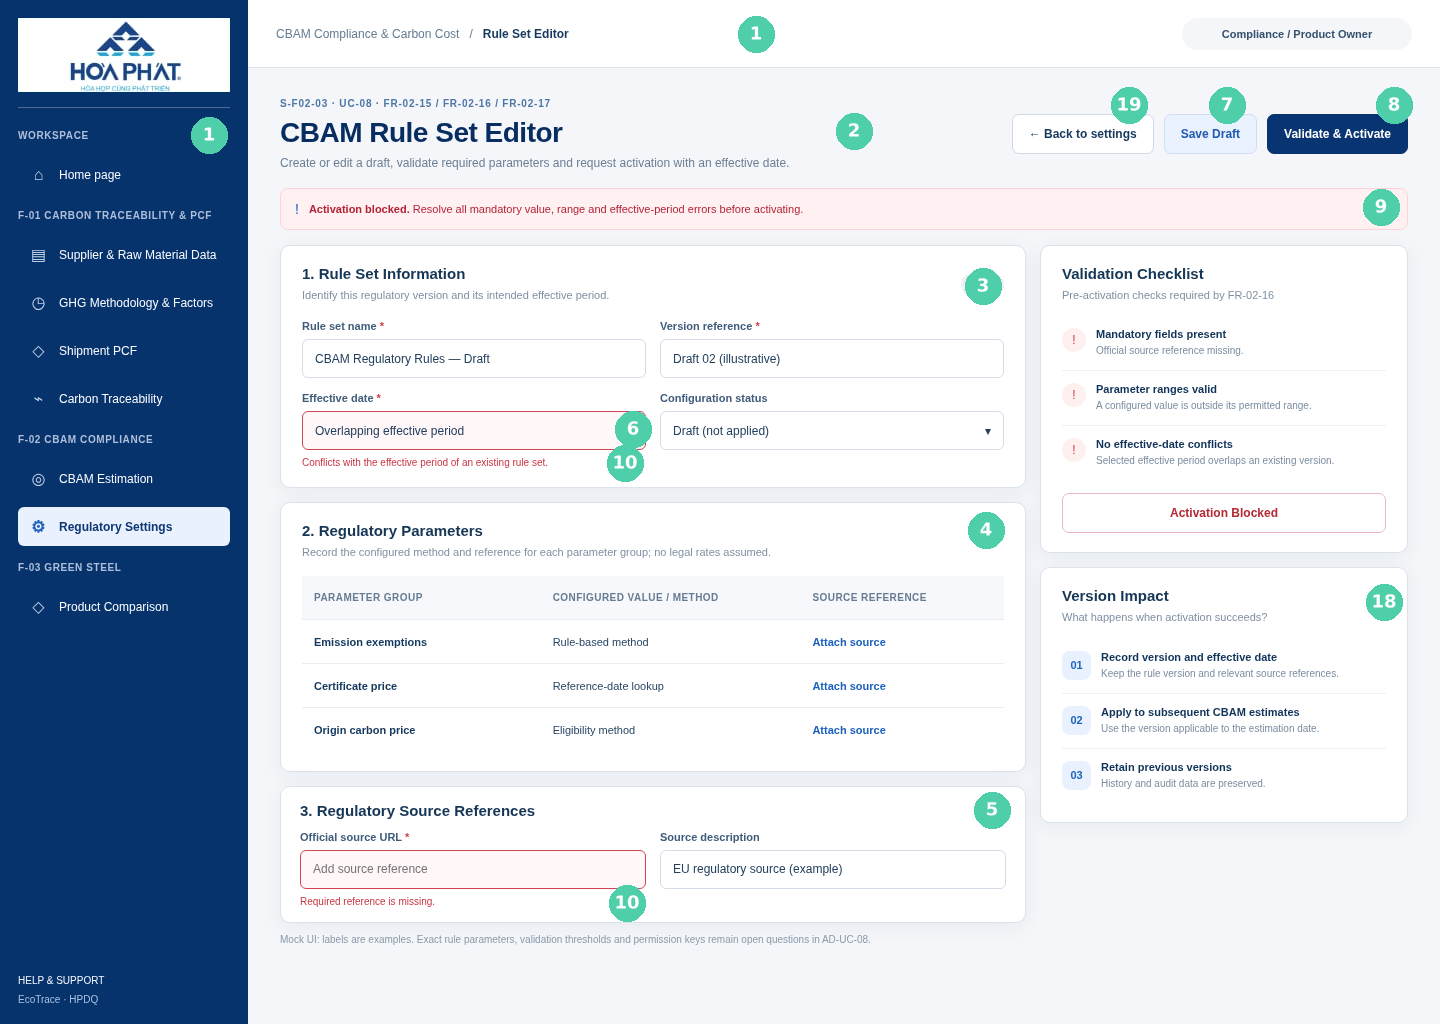 HÒA PHÁT
HÒA HỢP CÙNG PHÁT TRIỂN
WORKSPACE
1
Home page
F-01 CARBON TRACEABILITY & PCF
Supplier & Raw Material Data
GHG Methodology & Factors
Shipment PCF
Carbon Traceability
F-02 CBAM COMPLIANCE
CBAM Estimation
Regulatory Settings
F-03 GREEN STEEL
Product Comparison
HELP & SUPPORT
EcoTrace · HPDQ
CBAM Compliance & Carbon Cost / Rule Set Editor
1
Compliance / Product Owner
S-F02-03 · UC-08 · FR-02-15 / FR-02-16 / FR-02-17
CBAM Rule Set Editor
2
Create or edit a draft, validate required parameters and request activation with an effective date.
19
7
8
← Back to settings
Save Draft
Validate & Activate
! Activation blocked. Resolve all mandatory value, range and effective-period errors before activating.
9
1. Rule Set Information
3
Identify this regulatory version and its intended effective period.
Rule set name *
Version reference *
CBAM Regulatory Rules — Draft
Draft 02 (illustrative)
Effective date *
Configuration status
Overlapping effective period
6
Draft (not applied)
Conflicts with the effective period of an existing rule set.
10
2. Regulatory Parameters
4
Record the configured method and reference for each parameter group; no legal rates assumed.
PARAMETER GROUP CONFIGURED VALUE / METHOD SOURCE REFERENCE
Emission exemptions Rule-based method Attach source
Certificate price Reference-date lookup Attach source
Origin carbon price Eligibility method Attach source
3. Regulatory Source References
5
Official source URL *
Source description
Add source reference
EU regulatory source (example)
Required reference is missing.
10
Mock UI: labels are examples. Exact rule parameters, validation thresholds and permission keys remain open questions in AD-UC-08.
Validation Checklist
Pre-activation checks required by FR-02-16
! Mandatory fields present
Official source reference missing.
! Parameter ranges valid
A configured value is outside its permitted range.
! No effective-date conflicts
Selected effective period overlaps an existing version.
Activation Blocked
Version Impact
18
What happens when activation succeeds?
01 Record version and effective date
Keep the rule version and relevant source references.
02 Apply to subsequent CBAM estimates
Use the version applicable to the estimation date.
03 Retain previous versions
History and audit data are preserved.